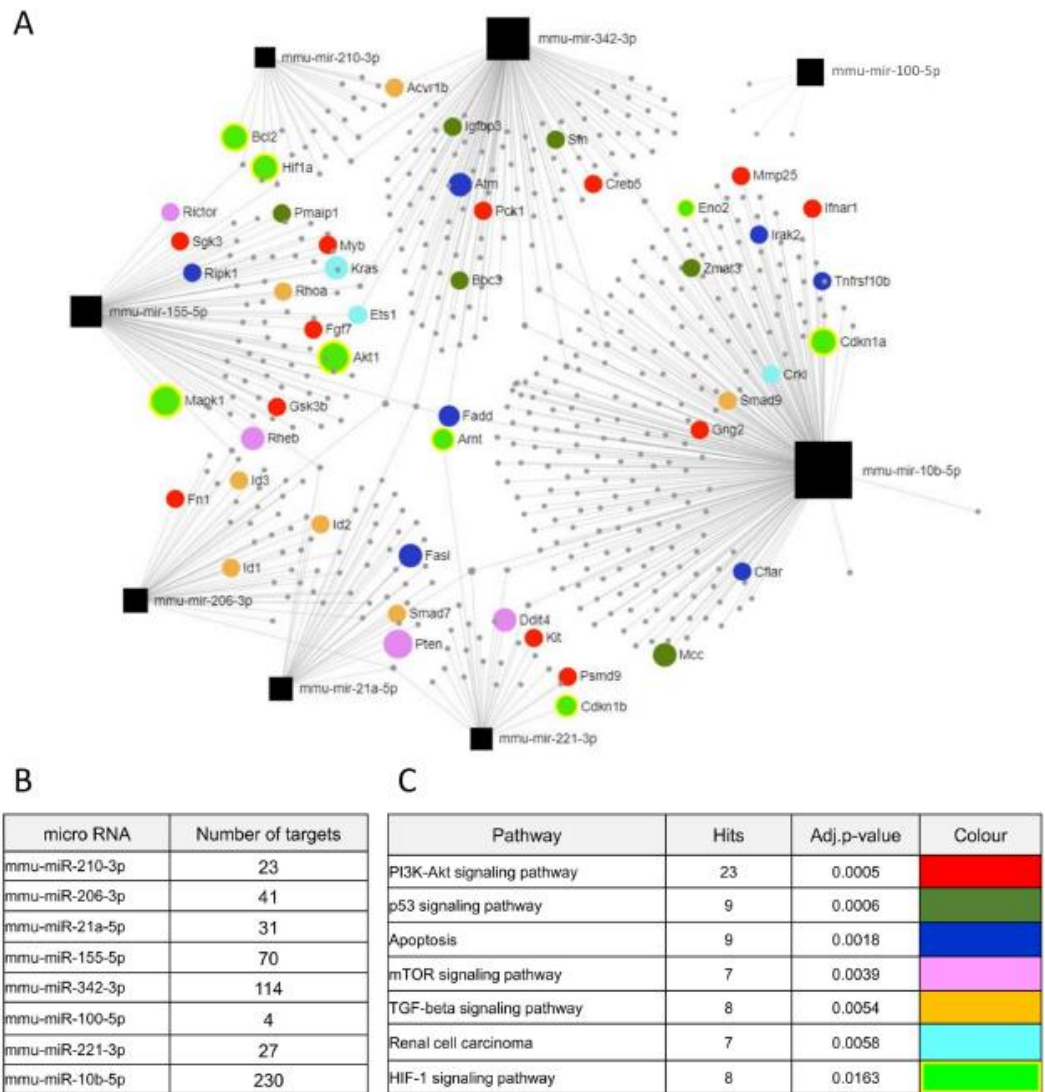 A
mmu-mir-342-3p
mmu-mir-210-3p
mmu-mir-100-5p
Acvr1b
Igfbp3
Bcl2
Sfn
Hif1a
Mmp25
Atm
Creb5
Rictor
Pmaip1
Pck1
Eno2
Ifnar1
Sgk3
Myb
Irak2
Ripk1
Kras
Zmat3
Bbc3
Tnfrsf10b
Rhoa
mmu-mir-155-5p
Ets1
Fgf7
Cdkn1a
Akt1
Crkl
Mapk1
Smad9
Gsk3b
Fadd
Gng2
Rheb
Arnt
mmu-mir-10b-5p
Id3
Fn1
Id2
Fasl
Id1
Cflar
mmu-mir-206-3p
Smad7
Ddit4
Pten
Kit
Mcc
Psmd9
mmu-mir-21a-5p
Cdkn1b
mmu-mir-221-3p
B
micro RNA Number of targets
mmu-miR-210-3p 23
mmu-miR-206-3p 41
mmu-miR-21a-5p 31
mmu-miR-155-5p 70
mmu-miR-342-3p 114
mmu-miR-100-5p 4
mmu-miR-221-3p 27
mmu-miR-10b-5p 230
C
Pathway Hits Adj.p-value Colour
PI3K-Akt signaling pathway 23 0.0005
p53 signaling pathway 9 0.0006
Apoptosis 9 0.0018
mTOR signaling pathway 7 0.0039
TGF-beta signaling pathway 8 0.0054
Renal cell carcinoma 7 0.0058
HIF-1 signaling pathway 8 0.0163